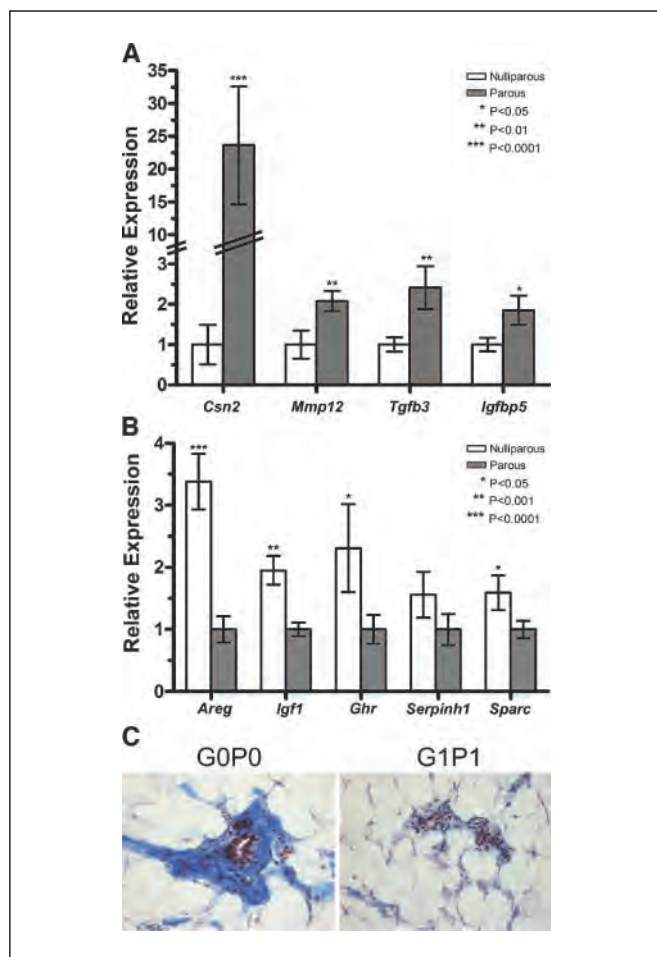 A
Relative Expression
35
30
25
20
15
10
3
2
1
0
Nulliparous
Parous
* P<0.05
** P<0.01
*** P<0.0001
***
**
**
*
Csn2 Mmp12 Tgfb3 Igfbp5
B
Relative Expression
4
3
2
1
0
Nulliparous
Parous
* P<0.05
** P<0.001
*** P<0.0001
***
**
*
*
Areg Igf1 Ghr Serpinh1 Sparc
C
G0P0 G1P1